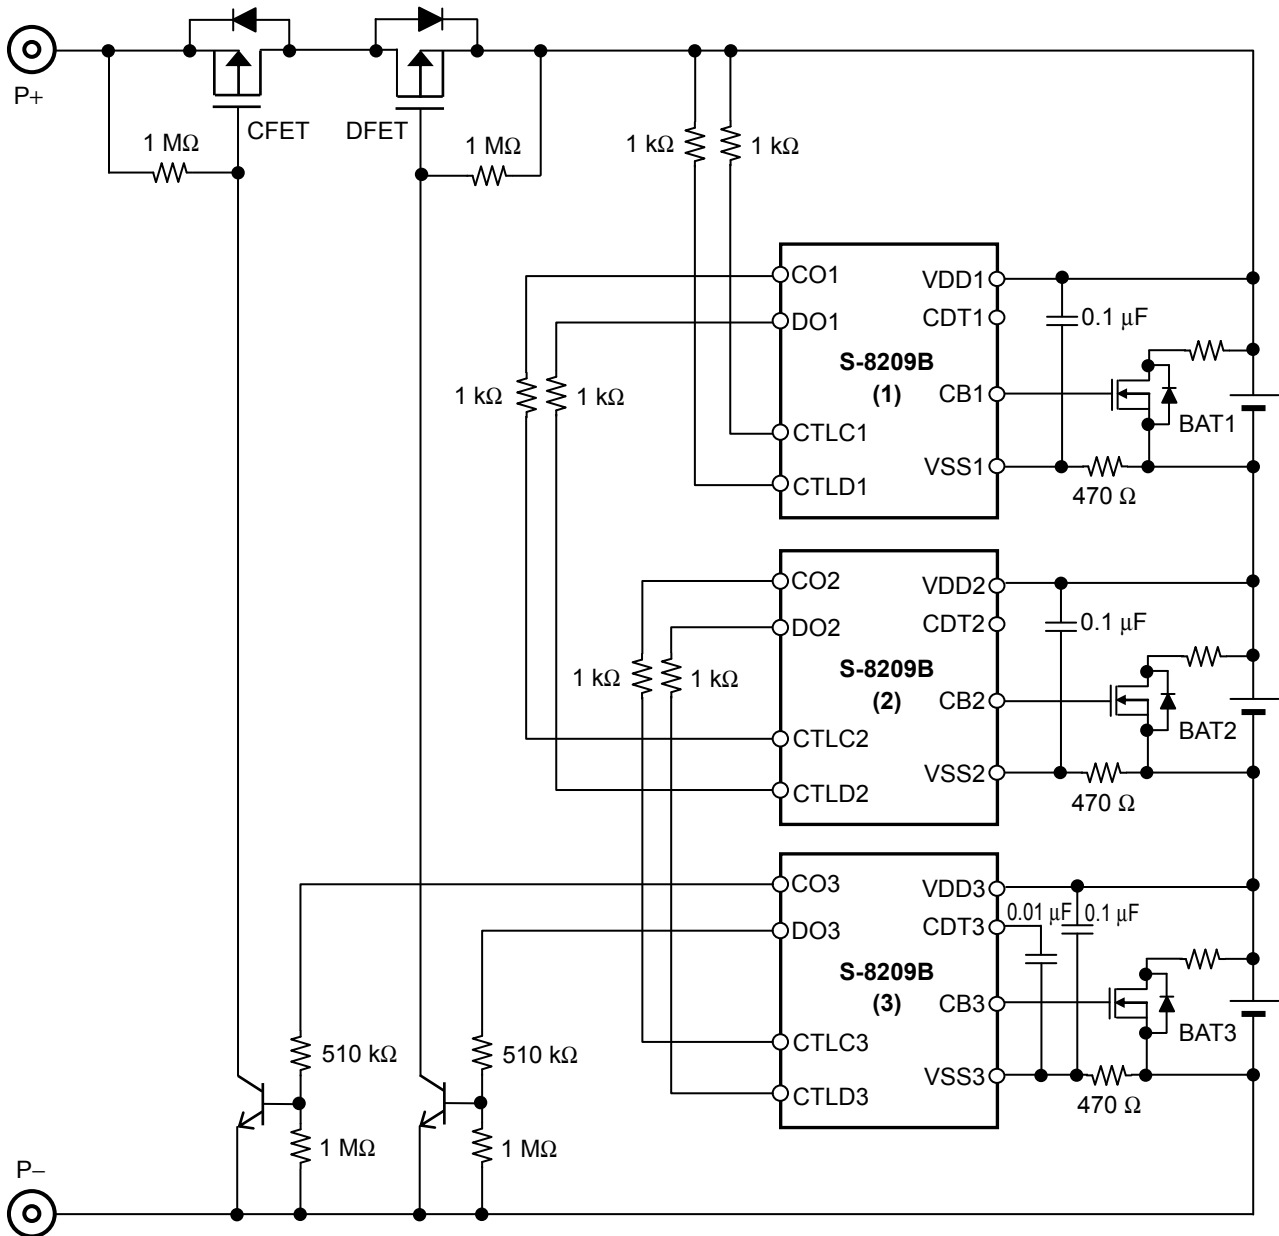 P+
CFET
DFET
1 MΩ
1 MΩ
1 kΩ
1 kΩ
CO1
VDD1
DO1
CDT1
0.1 µF
S-8209B
(1)
CB1
1 kΩ
1 kΩ
BAT1
CTLC1
VSS1
CTLD1
470 Ω
CO2
VDD2
DO2
CDT2
0.1 µF
S-8209B
(2)
1 kΩ
1 kΩ
CB2
BAT2
CTLC2
VSS2
CTLD2
470 Ω
CO3
VDD3
0.01 µF
0.1 µF
DO3
CDT3
S-8209B
(3)
CB3
BAT3
510 kΩ
510 kΩ
CTLC3
VSS3
CTLD3
470 Ω
1 MΩ
1 MΩ
P−